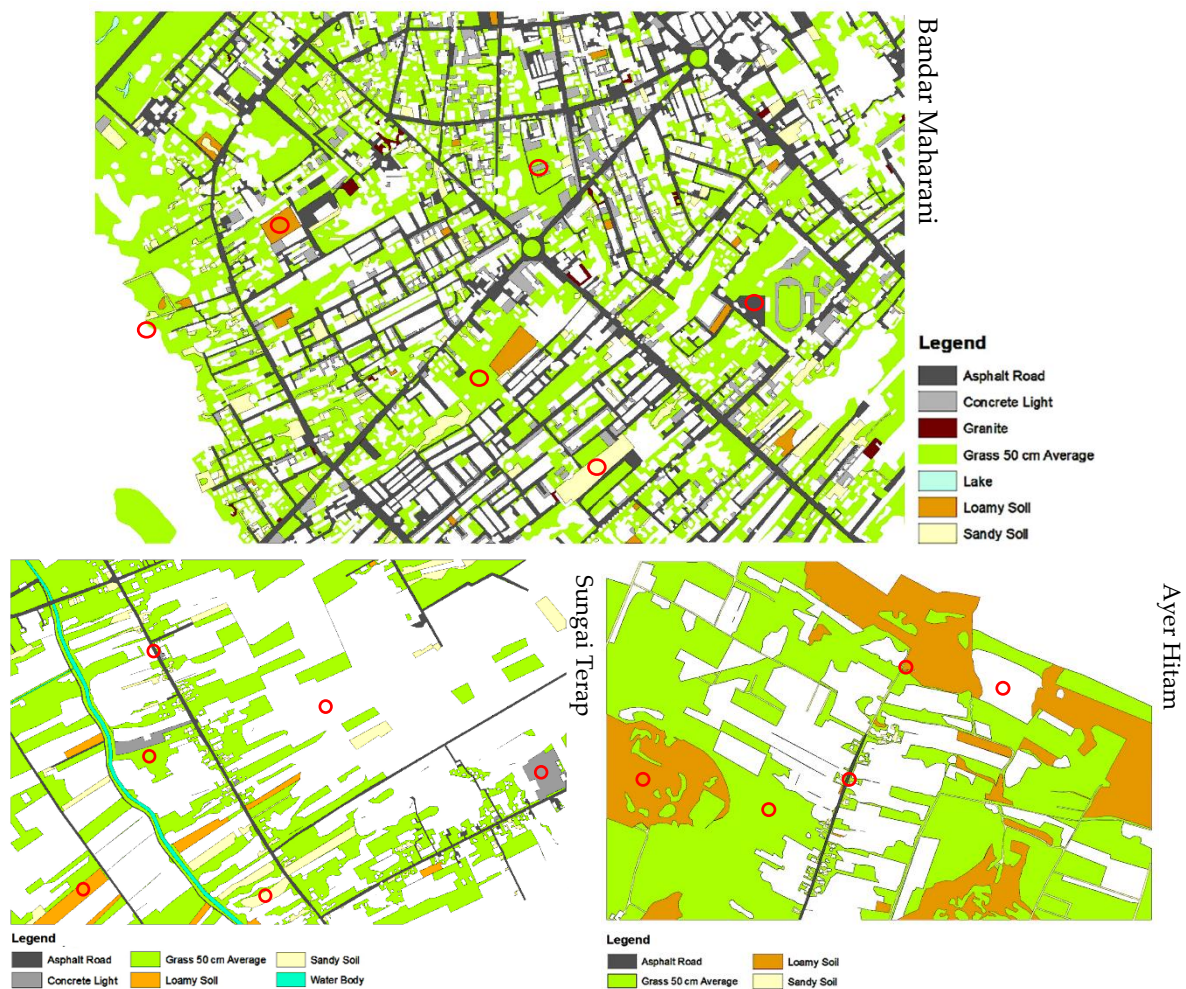 Bandar Maharani
Legend
Asphalt Road
Concrete Light
Granite
Grass 50 cm Average
Lake
Loamy Soil
Sandy Soll
Sungai Terap
Ayer Hitam
Legend
Asphalt Road
Grass 50 cm Average
Sandy Soil
Concrete Light
Loamy Soil
Water Body
Legend
Asphalt Road
Loamy Soil
Grass 50 cm Average
Sandy Soil